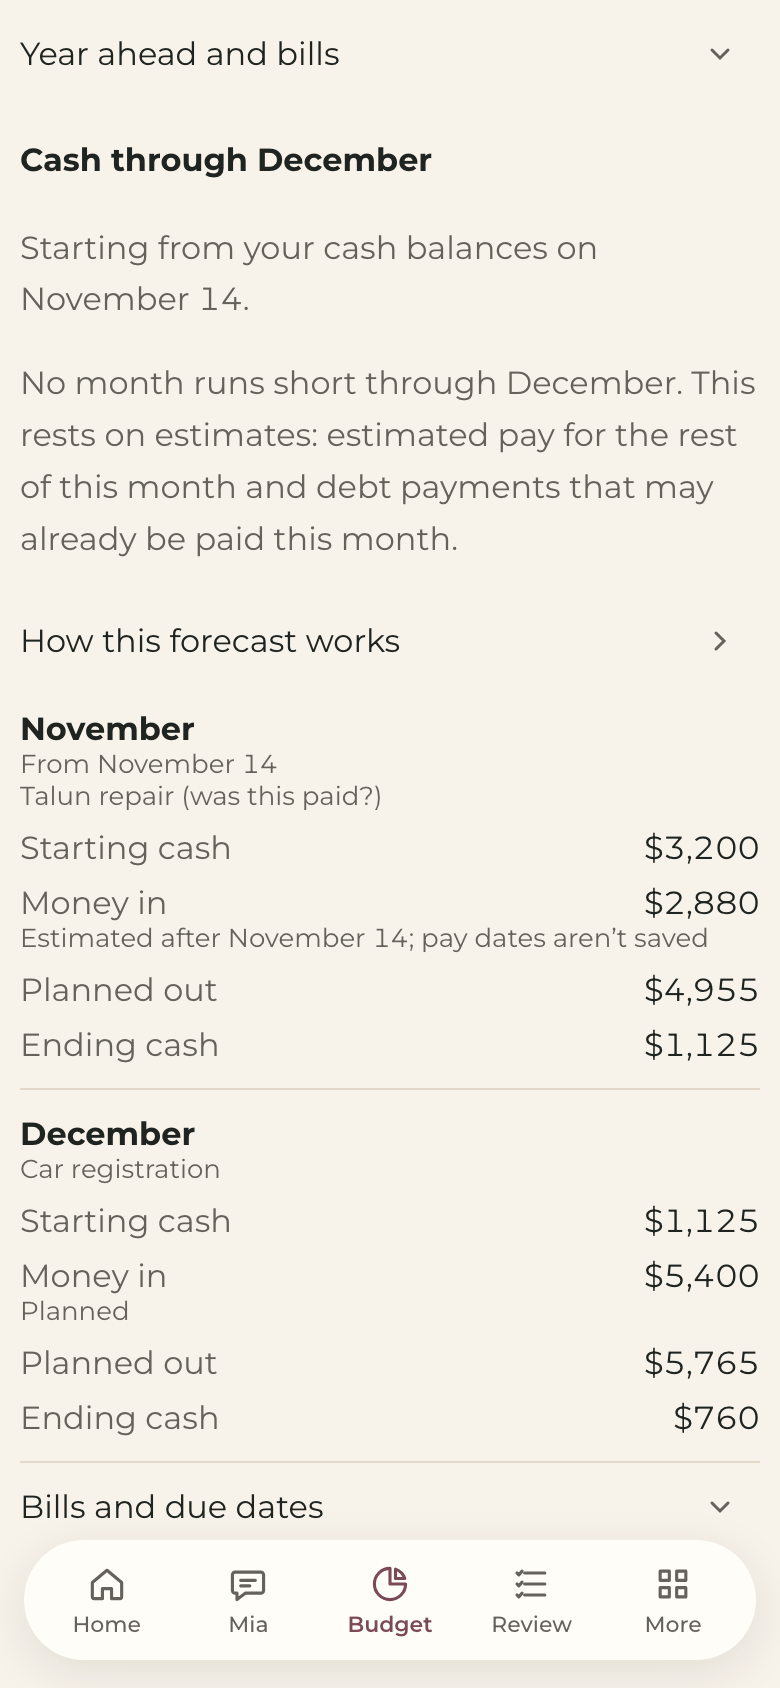 Year ahead and bills
Cash through December
Starting from your cash balances on
November 14.
No month runs short through December. This
rests on estimates: estimated pay for the rest
of this month and debt payments that may
already be paid this month.
How this forecast works
November
From November 14
Talun repair (was this paid?)
Starting cash $3,200
Money in $2,880
Estimated after November 14; pay dates aren’t saved
Planned out $4,955
Ending cash $1,125
December
Car registration
Starting cash $1,125
Money in $5,400
Planned
Planned out $5,765
Ending cash $760
Bills and due dates
Home Mia Budget Review More